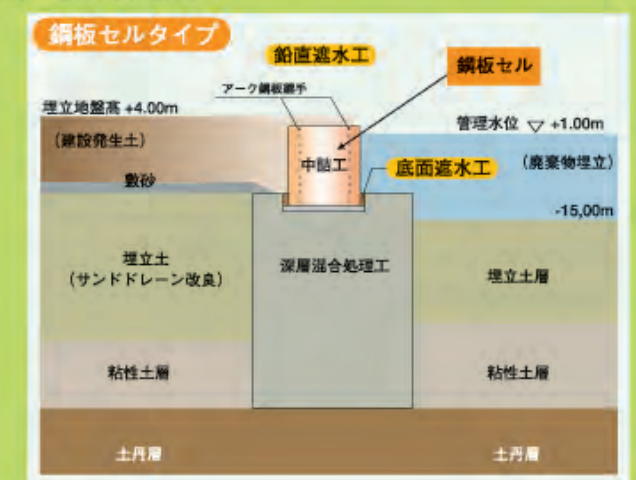 鋼板セルタイプ
鉛直遮水工
鋼板セル
アーク鋼板継手
埋立地盤高 +4.00m
管理水位 ▽ +1.00m
(建設発生土)
中詰工
底面遮水工
(廃棄物埋立)
敷砂
-15,00m
埋立土
(サンドドレーン改良)
深層混合処理工
埋立土層
粘性土層
粘性土層
土丹層
土丹層